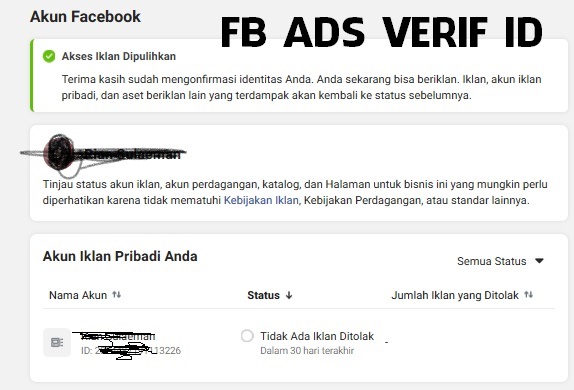 Akun Facebook
FB ADS VERIF ID
Akses Iklan Dipulihkan
Terima kasih sudah mengonfirmasi identitas Anda. Anda sekarang bisa beriklan. Iklan, akun iklan
pribadi, dan aset beriklan lain yang terdampak akan kembali ke status sebelumnya.
Tinjau status akun iklan, akun perdagangan, katalog, dan Halaman untuk bisnis ini yang mungkin perlu
diperhatikan karena tidak mematuhi Kebijakan Iklan, Kebijakan Perdagangan, atau standar lainnya.
Akun Iklan Pribadi Anda
Semua Status
Nama Akun Status Jumlah Iklan yang Ditolak
Tidak Ada Iklan Ditolak -
ID: 13226 Dalam 30 hari terakhir